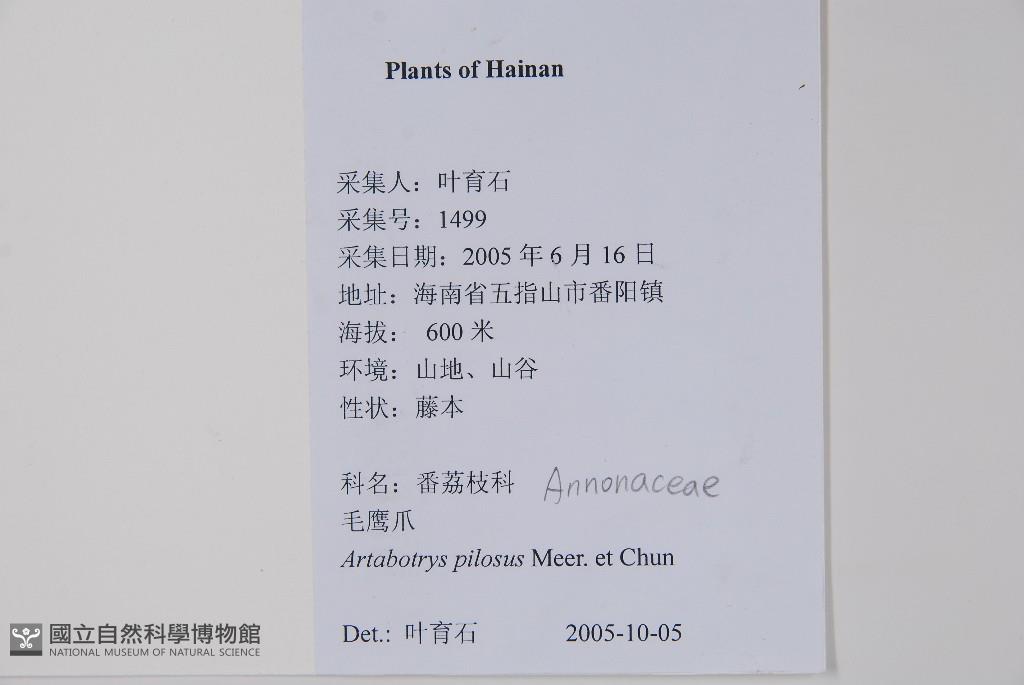 Plants of Hainan
采集人：叶育石
采集号：1499
采集日期：2005 年 6 月 16 日
地址：海南省五指山市番阳镇
海拔： 600 米
环境：山地、山谷
性状：藤本
科名：番荔枝科 Annonaceae
毛鹰爪
Artabotrys pilosus Meer. et Chun
Det.: 叶育石 2005-10-05
國立自然科學博物館
NATIONAL MUSEUM OF NATURAL SCIENCE